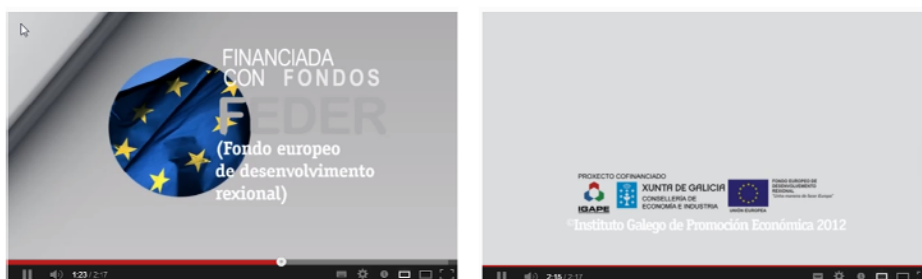 FINANCIADA
CON FONDOS
FEDER
(Fondo europeo
de desenvolvimento
rexional)
1:23 / 2:17
PROXECTO COFINANCIADO
IGAPE
XUNTA DE GALICIA
CONSELLERÍA DE
ECONOMÍA E INDUSTRIA
UNIÓN EUROPEA
FONDO EUROPEO DE
DESENVOLVEMENTO
REXIONAL
©Instituto Galego de Promoción Económica 2012
2:15 / 2:17